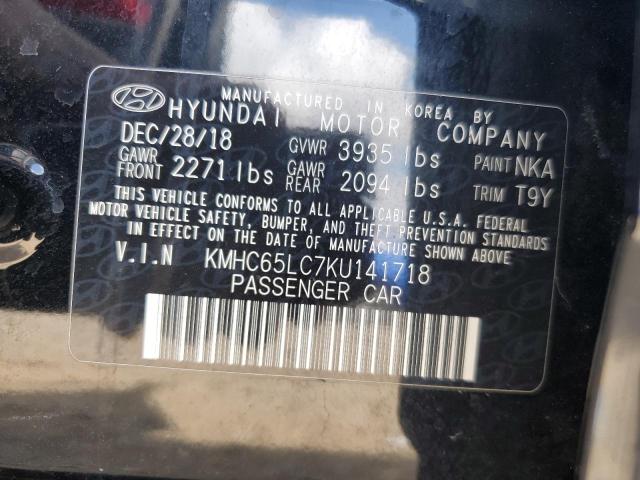 MANUFACTURED IN KOREA BY
HYUNDAI MOTOR COMPANY
DEC/28/18 GVWR 3935 lbs PAINT NKA
GAWR FRONT 2271 lbs GAWR REAR 2094 lbs TRIM T9Y
THIS VEHICLE CONFORMS TO ALL APPLICABLE U.S.A. FEDERAL
MOTOR VEHICLE SAFETY, BUMPER, AND THEFT PREVENTION STANDARDS
IN EFFECT ON THE DATE OF MANUFACTURE SHOWN ABOVE
V.I.N KMHC65LC7KU141718
PASSENGER CAR